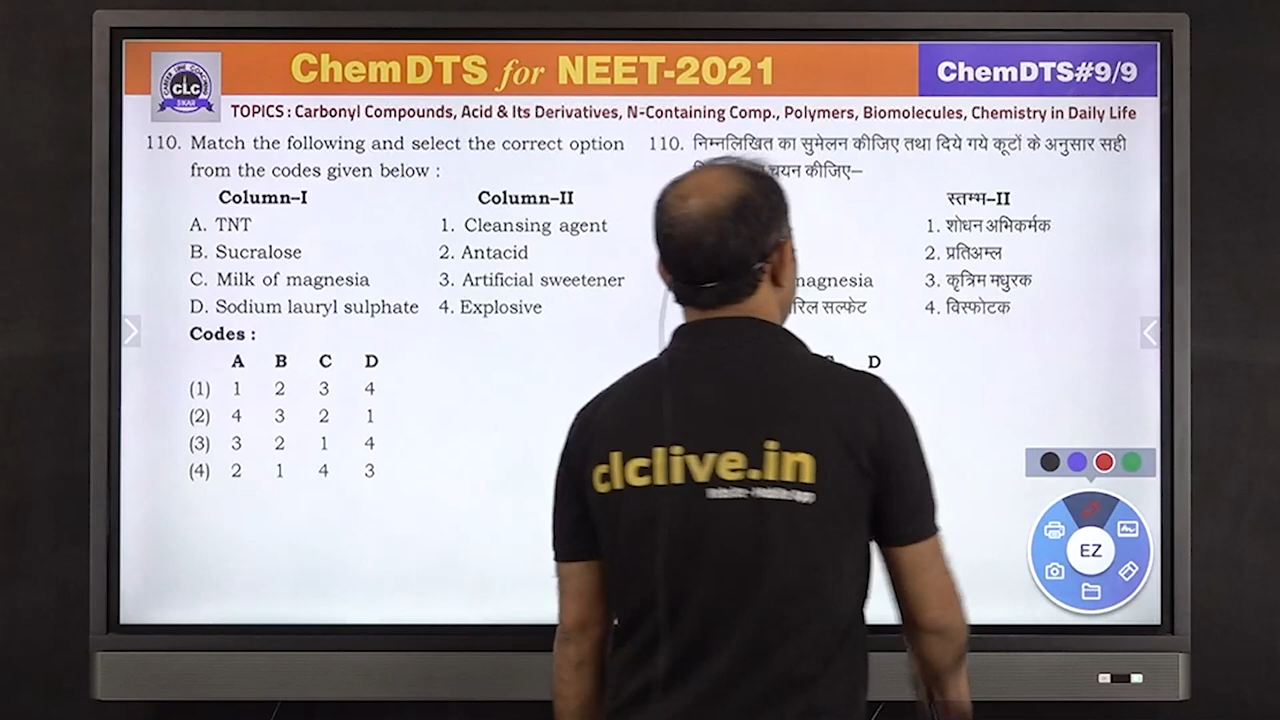 ChemDTS for NEET-2021
ChemDTS#9/9
CLC
SIKAR
TOPICS : Carbonyl Compounds, Acid & Its Derivatives, N-Containing Comp., Polymers, Biomolecules, Chemistry in Daily Life
110. Match the following and select the correct option
from the codes given below :
Column–I Column–II
A. TNT 1. Cleansing agent
B. Sucralose 2. Antacid
C. Milk of magnesia 3. Artificial sweetener
D. Sodium lauryl sulphate 4. Explosive
Codes :
A B C D
(1) 1 2 3 4
(2) 4 3 2 1
(3) 3 2 1 4
(4) 2 1 4 3
110. निम्नलिखित का सुमेलन कीजिए तथा दिये गये कूटों के अनुसार सही
चयन कीजिए–
स्तम्भ–II
1. शोधन अभिकर्मक
2. प्रतिअम्ल
magnesia 3. कृत्रिम मधुरक
सल्फेट 4. विस्फोटक
D
clclive.in
EZ